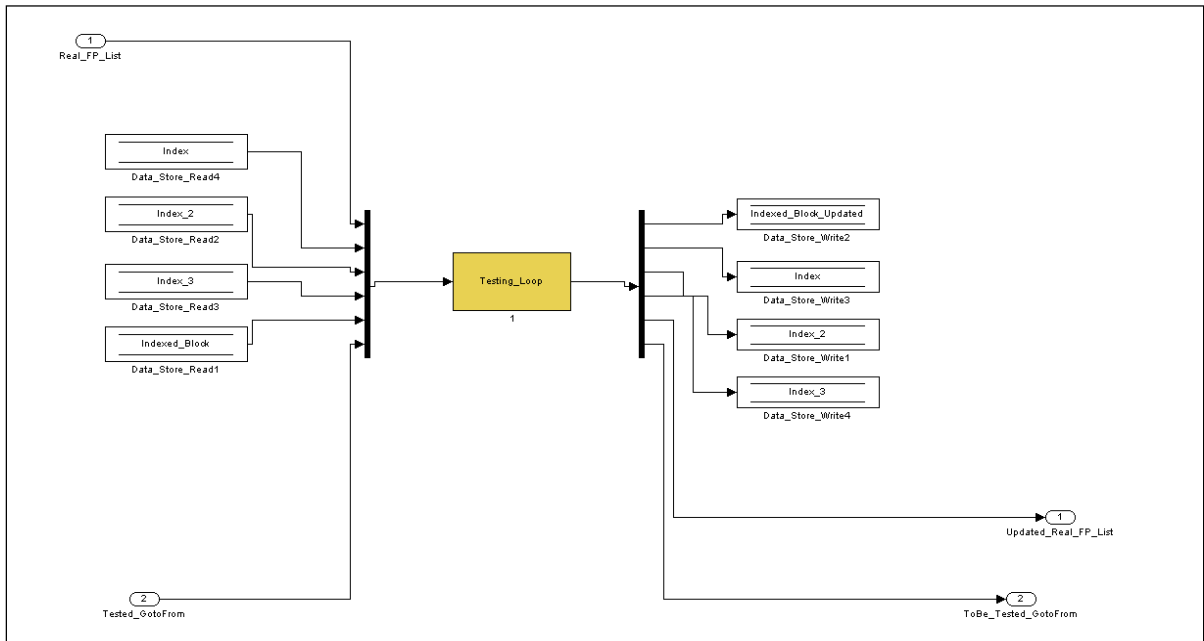 1
Real_FP_List
Index
Data_Store_Read4
Index_2
Data_Store_Read2
Index_3
Data_Store_Read3
Indexed_Block
Data_Store_Read1
2
Tested_GotoFrom
Testing_Loop
1
Indexed_Block_Updated
Data_Store_Write2
Index
Data_Store_Write3
Index_2
Data_Store_Write1
Index_3
Data_Store_Write4
1
Updated_Real_FP_List
2
ToBe_Tested_GotoFrom